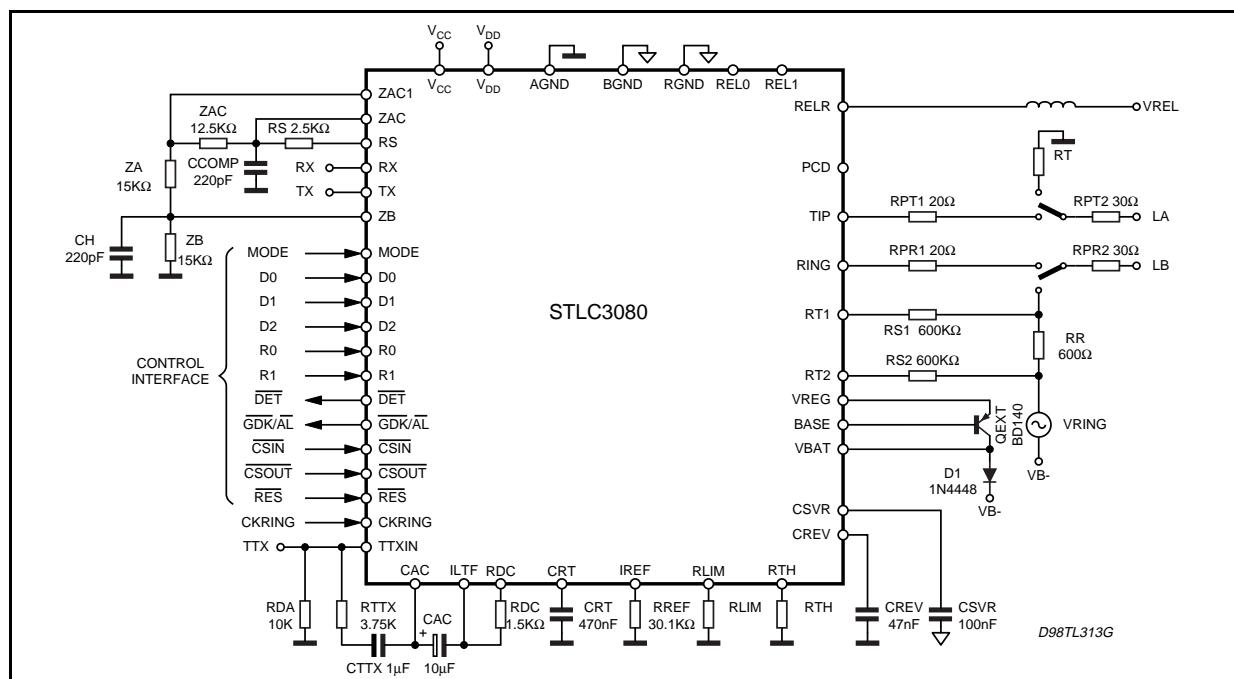 VCC
VDD
VCC
VDD
AGND
BGND
RGND
REL0
REL1
ZAC1
ZAC
RS
RX
TX
ZB
MODE
D0
D1
D2
R0
R1
DET
GDK/AL
CSIN
CSOUT
RES
CKRING
TTXIN
ZAC
12.5KΩ
RS 2.5KΩ
ZA
15KΩ
CCOMP
220pF
RX
TX
CH
220pF
ZB
15KΩ
MODE
D0
D1
D2
R0
R1
DET
GDK/AL
CSIN
CSOUT
RES
CKRING
TTX
CONTROL
INTERFACE
STLC3080
RELR
PCD
TIP
RING
RT1
RT2
VREG
BASE
VBAT
CSVR
CREV
VREL
RT
RPT1 20Ω
RPT2 30Ω
LA
RPR1 20Ω
RPR2 30Ω
LB
RS1 600KΩ
RR
600Ω
RS2 600KΩ
QEXT
BD140
VRING
VB-
D1
1N4448
VB-
CAC
ILTF
RDC
CRT
IREF
RLIM
RTH
RDA
10K
RTTX
3.75K
CAC
+
CTTX 1µF
10µF
RDC
1.5KΩ
CRT
470nF
RREF
30.1KΩ
RLIM
RTH
CREV
47nF
CSVR
100nF
D98TL313G